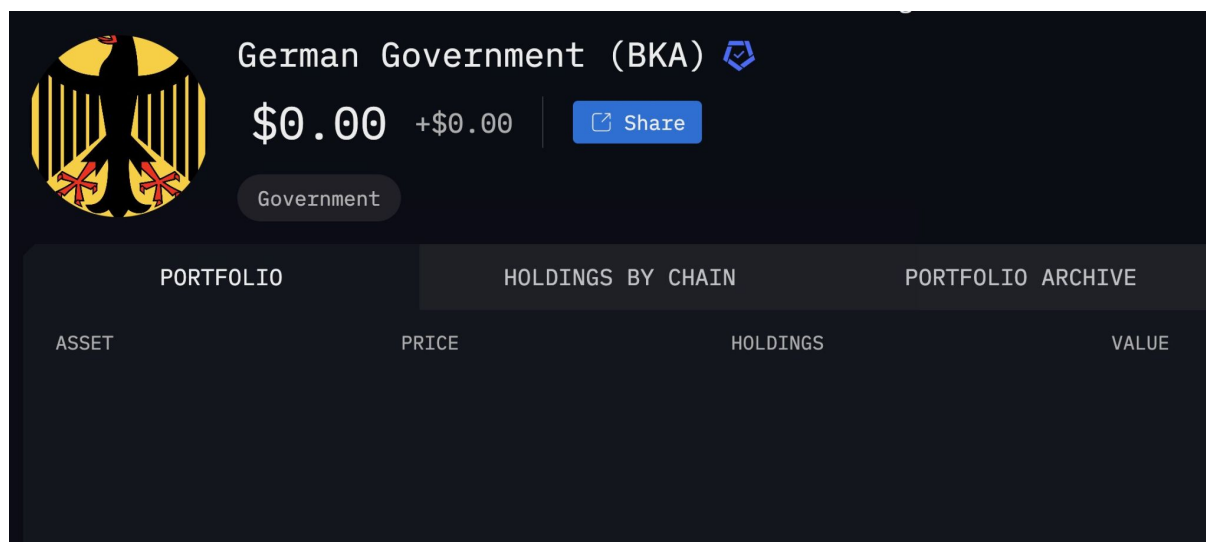 German Government (BKA)
$0.00 +$0.00 Share
Government
PORTFOLIO HOLDINGS BY CHAIN PORTFOLIO ARCHIVE
ASSET PRICE HOLDINGS VALUE